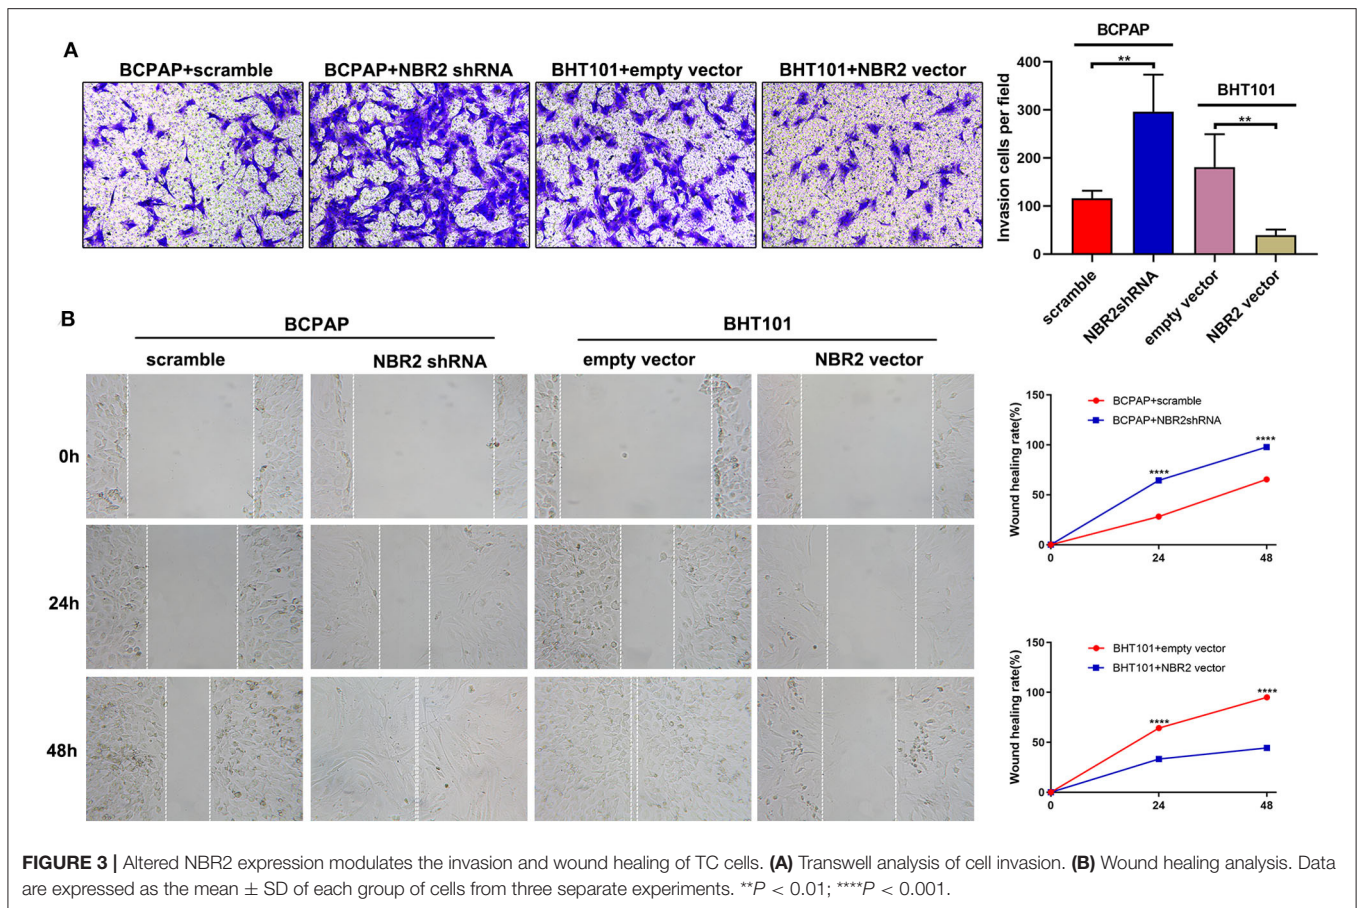 A
BCPAP+scramble
BCPAP+NBR2 shRNA
BHT101+empty vector
BHT101+NBR2 vector
BCPAP
**
BHT101
**
Invasion cells per field
400
300
200
100
0
scramble
NBR2shRNA
empty vector
NBR2 vector
B
BCPAP
BHT101
scramble
NBR2 shRNA
empty vector
NBR2 vector
0h
24h
48h
Wound healing rate(%)
150
100
50
0
BCPAP+scramble
BCPAP+NBR2shRNA
****
****
0
24
48
Wound healing rate(%)
150
100
50
0
BHT101+empty vector
BHT101+NBR2 vector
****
****
0
24
48
FIGURE 3 | Altered NBR2 expression modulates the invasion and wound healing of TC cells. (A) Transwell analysis of cell invasion. (B) Wound healing analysis. Data
are expressed as the mean ± SD of each group of cells from three separate experiments. **P < 0.01; ****P < 0.001.